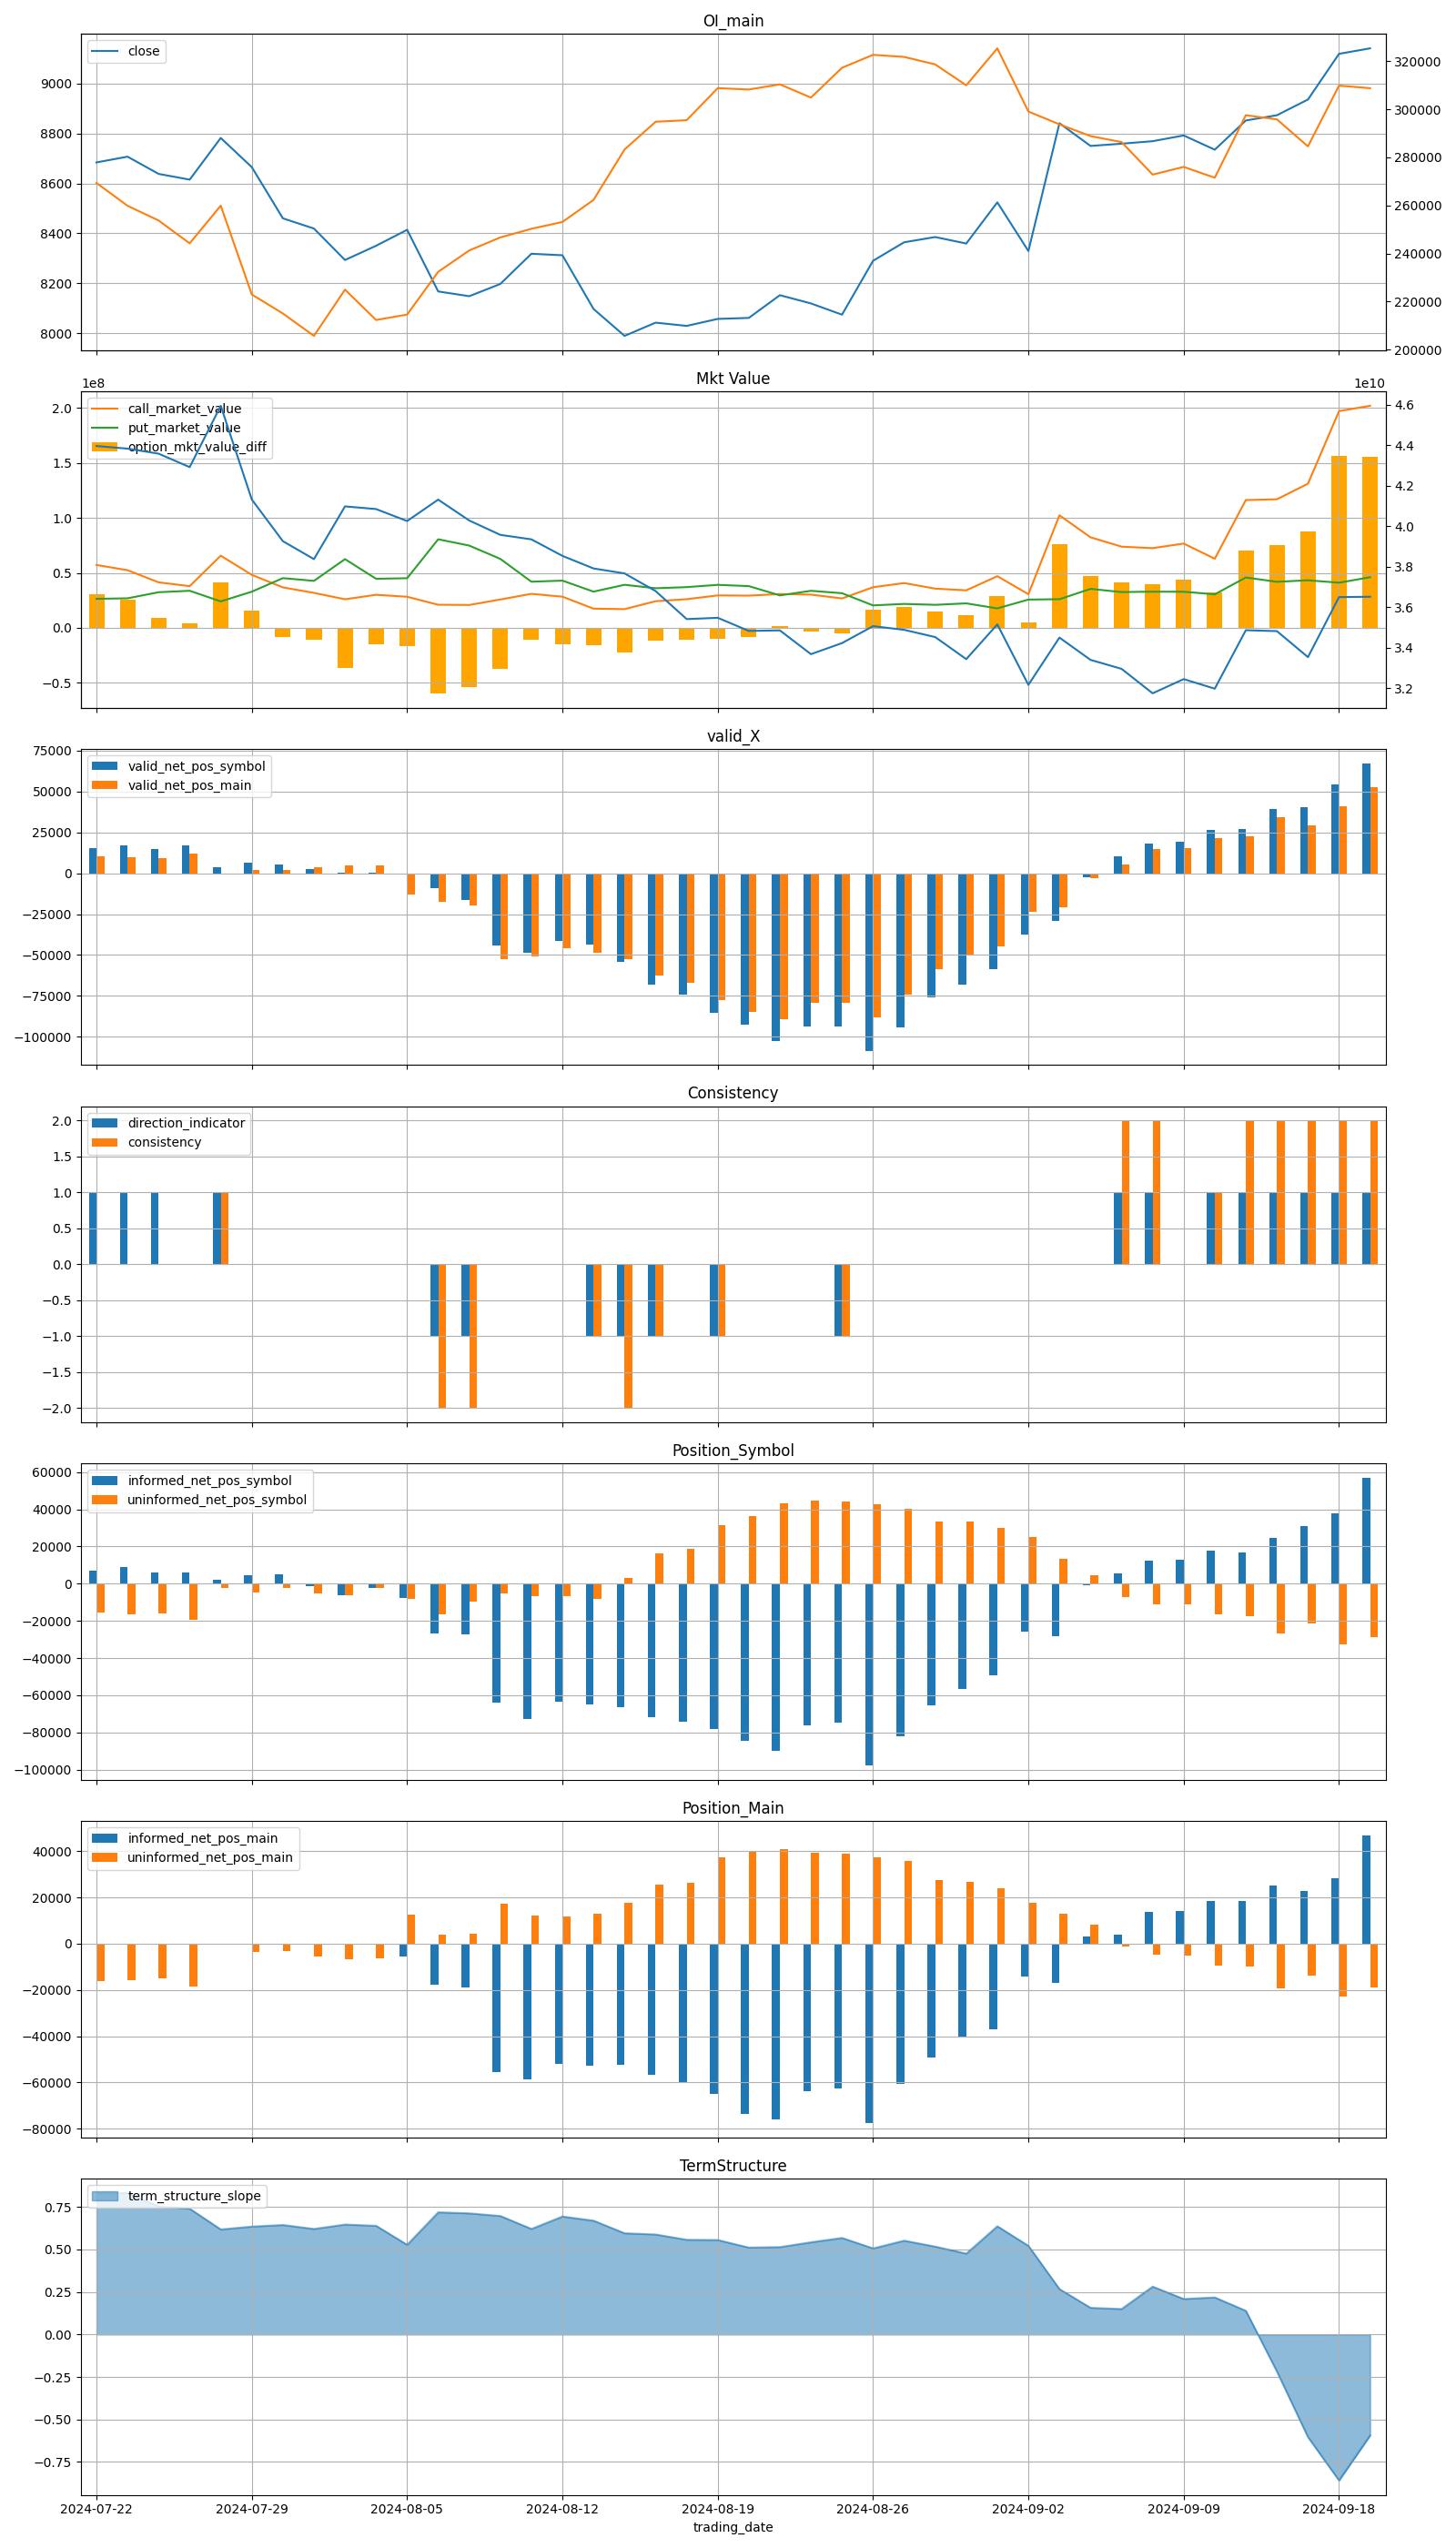 OI_main
close
9000
8800
8600
8400
8200
8000
320000
300000
280000
260000
240000
220000
200000
1e8
Mkt Value
1e10
call_market_value
put_market_value
option_mkt_value_diff
2.0
1.5
1.0
0.5
0.0
−0.5
4.6
4.4
4.2
4.0
3.8
3.6
3.4
3.2
valid_X
valid_net_pos_symbol
valid_net_pos_main
75000
50000
25000
0
−25000
−50000
−75000
−100000
Consistency
direction_indicator
consistency
2.0
1.5
1.0
0.5
0.0
−0.5
−1.0
−1.5
−2.0
Position_Symbol
informed_net_pos_symbol
uninformed_net_pos_symbol
60000
40000
20000
0
−20000
−40000
−60000
−80000
−100000
Position_Main
informed_net_pos_main
uninformed_net_pos_main
40000
20000
0
−20000
−40000
−60000
−80000
TermStructure
term_structure_slope
0.75
0.50
0.25
0.00
−0.25
−0.50
−0.75
2024-07-22 2024-07-29 2024-08-05 2024-08-12 2024-08-19 2024-08-26 2024-09-02 2024-09-09 2024-09-18
trading_date